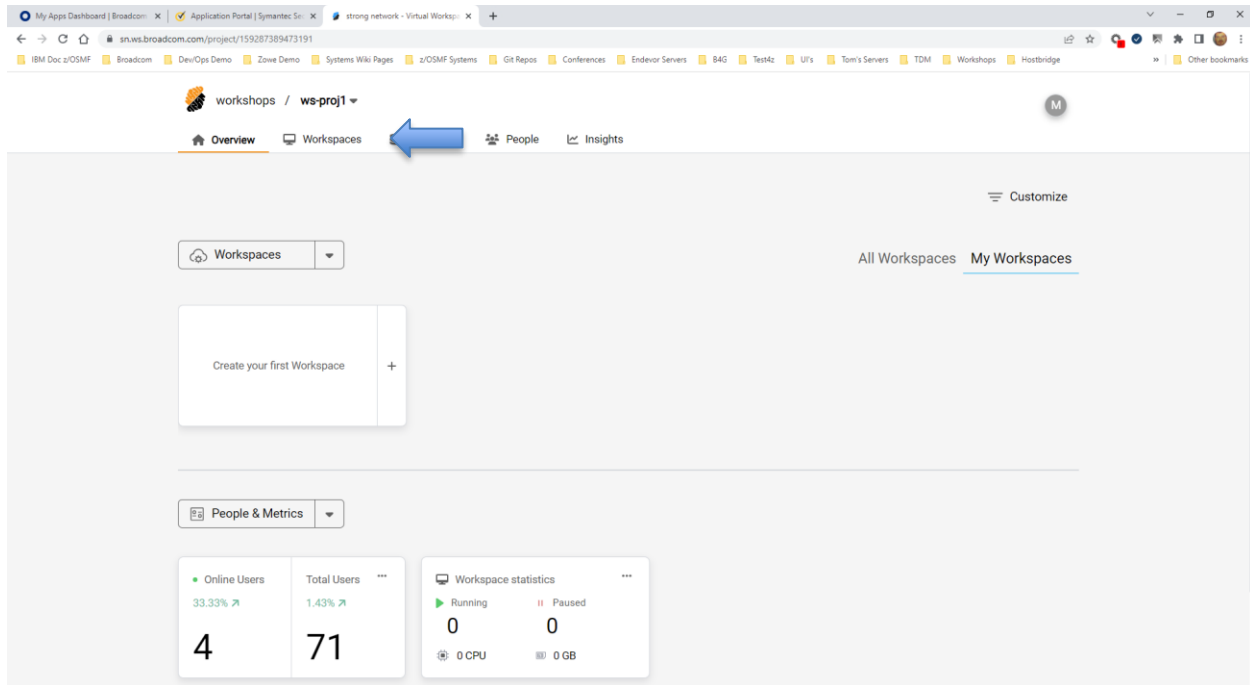 My Apps Dashboard | Broadcom
Application Portal | Symantec Sec
strong network - Virtual Workspa
sn.ws.broadcom.com/project/159287389473191
IBM Doc z/OSMF Broadcom Dev/Ops Demo Zowe Demo Systems Wiki Pages z/OSMF Systems Git Repos Conferences Endevor Servers B4G Test4z UI's Tom's Servers TDM Workshops Hostbridge » Other bookmarks
workshops / ws-proj1
M
Overview Workspaces People Insights
Customize
Workspaces
All Workspaces My Workspaces
Create your first Workspace +
People & Metrics
Online Users Total Users ... Workspace statistics ...
33.33% 1.43% Running Paused
4 71 0 0
0 CPU 0 GB